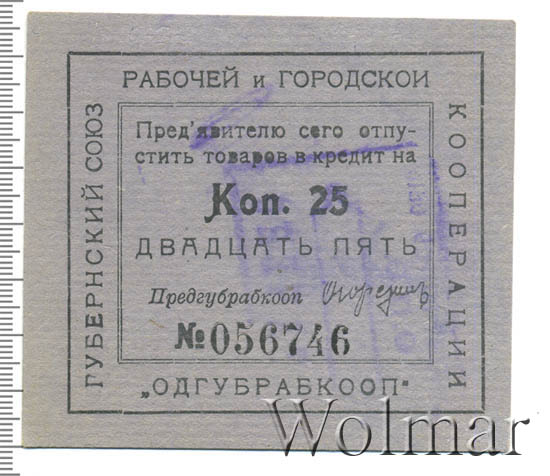 ГУБЕРНСКИЙ СОЮЗ
РАБОЧЕЙ и ГОРОДСКОЙ
КООПЕРАЦИИ
Пред'явителю сего отпу-
стить товаров в кредит на
Коп. 25
ДВАДЦАТЬ ПЯТЬ
Предгубрабкооп
№056746
„ОДГУБРАБКООП"
Wolmar